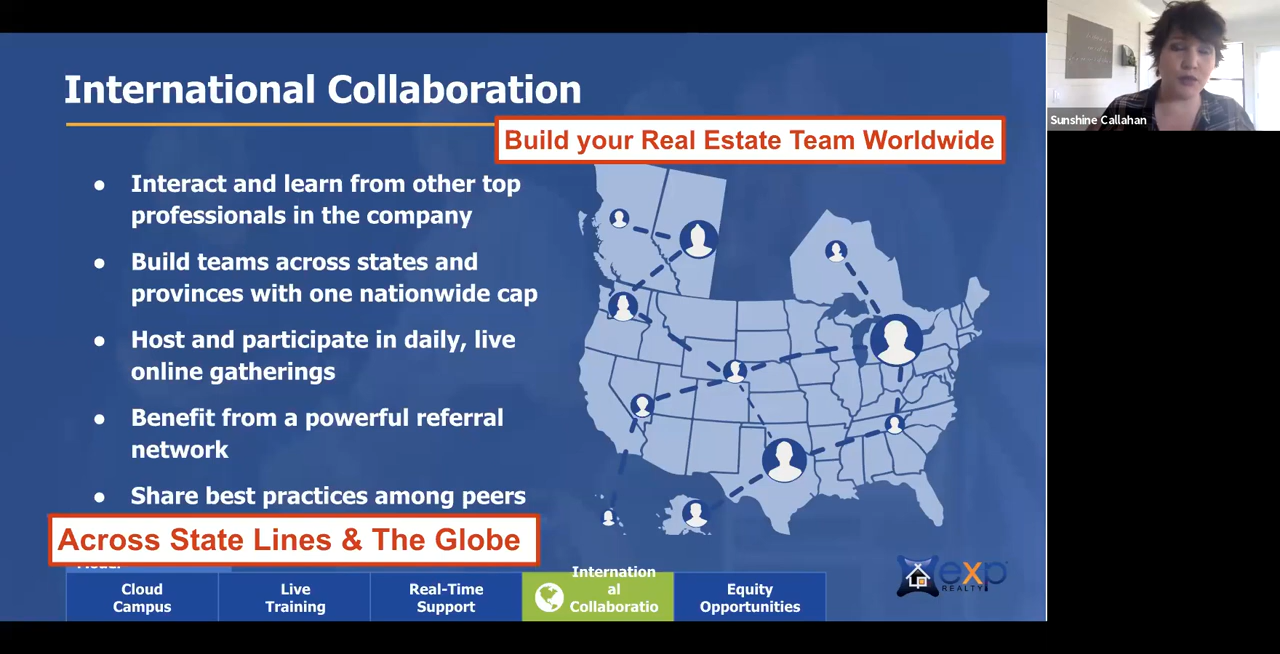 International Collaboration
Build your Real Estate Team Worldwide
● Interact and learn from other top
professionals in the company
● Build teams across states and
provinces with one nationwide cap
● Host and participate in daily, live
online gatherings
● Benefit from a powerful referral
network
● Share best practices among peers
Across State Lines & The Globe
Cloud
Campus
Live
Training
Real-Time
Support
Internation
al
Collaboratio
Equity
Opportunities
exp
REALTY
Sunshine Callahan